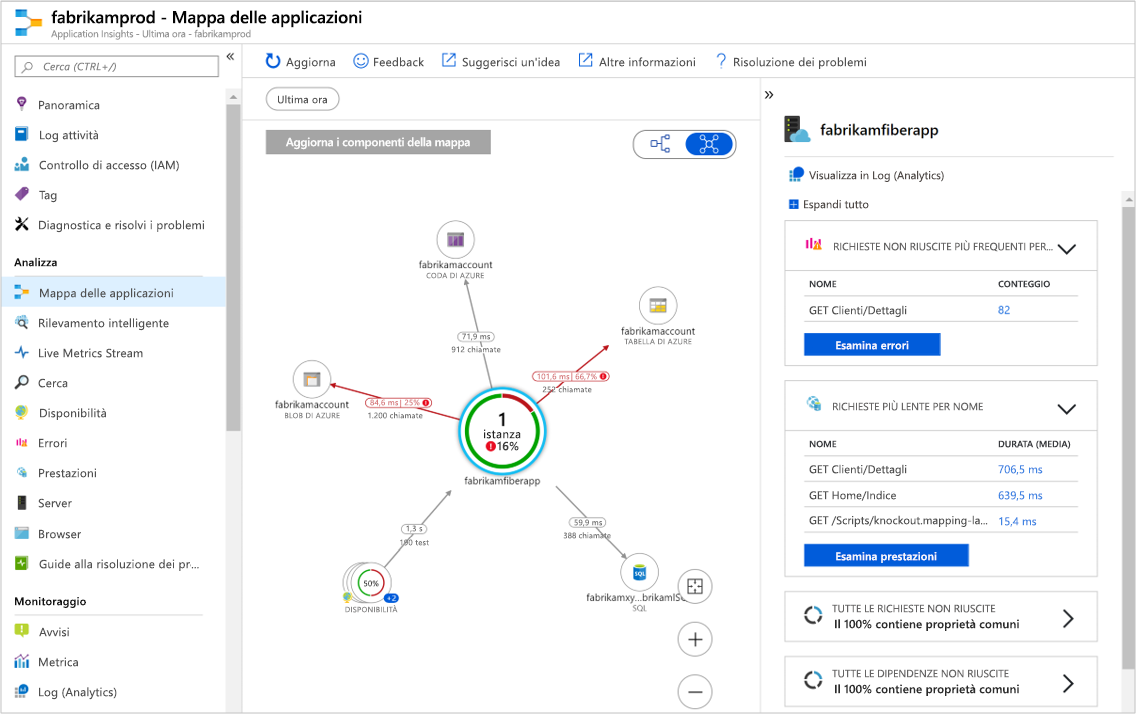 fabrikamprod - Mappa delle applicazioni
Application Insights - Ultima ora - fabrikamprod
Cerca (CTRL+/)
«
Panoramica
Log attività
Controllo di accesso (IAM)
Tag
Diagnostica e risolvi i problemi
Analizza
Mappa delle applicazioni
Rilevamento intelligente
Live Metrics Stream
Cerca
Disponibilità
Errori
Prestazioni
Server
Browser
Guide alla risoluzione dei pr...
Monitoraggio
Avvisi
Metrica
Log (Analytics)
Aggiorna
Feedback
Suggerisci un'idea
Altre informazioni
? Risoluzione dei problemi
Ultima ora
Aggiorna i componenti della mappa
fabrikamaccount
CODA DI AZURE
71,9 ms
912 chiamate
fabrikamaccount
TABELLA DI AZURE
101,6 ms | 66,7% !
252 chiamate
fabrikamaccount
BLOB DI AZURE
84,6 ms | 25% !
1.200 chiamate
1
istanza
! 16%
fabrikamfiberapp
1,3 s
190 test
50%
+2
DISPONIBILITÀ
59,9 ms
388 chiamate
SQL
fabrikamxy...brikamISC
SQL
»
fabrikamfiberapp
Visualizza in Log (Analytics)
Espandi tutto
RICHIESTE NON RIUSCITE PIÙ FREQUENTI PER...
NOME CONTEGGIO
GET Clienti/Dettagli 82
Esamina errori
RICHIESTE PIÙ LENTE PER NOME
NOME DURATA (MEDIA)
GET Clienti/Dettagli 706,5 ms
GET Home/Indice 639,5 ms
GET /Scripts/knockout.mapping-la... 15,4 ms
Esamina prestazioni
TUTTE LE RICHIESTE NON RIUSCITE
Il 100% contiene proprietà comuni
TUTTE LE DIPENDENZE NON RIUSCITE
Il 100% contiene proprietà comuni